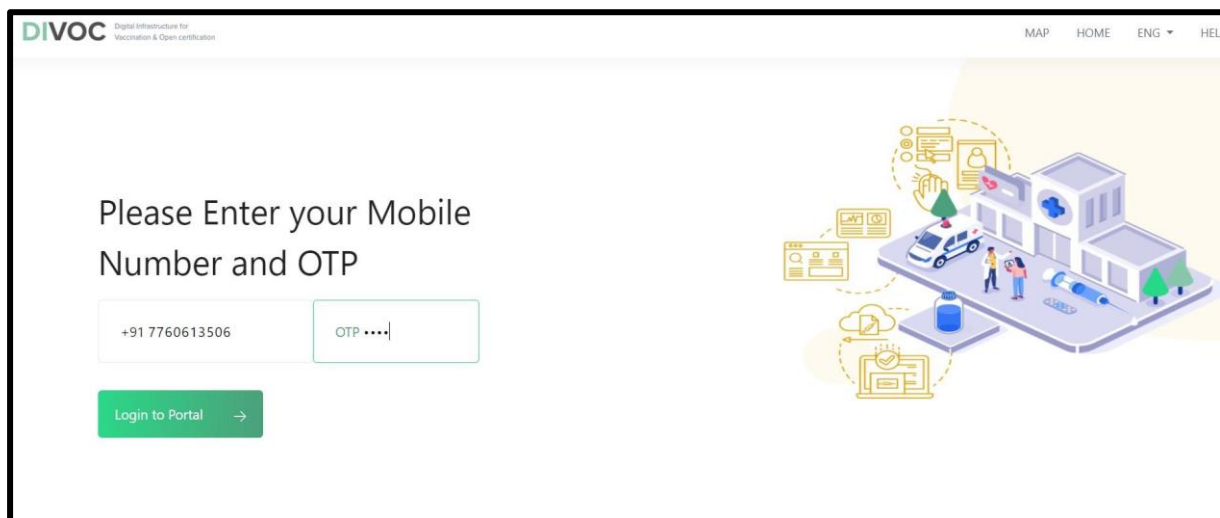 DIVOC
Digital Infrastructure for
Vaccination & Open certification
MAP HOME ENG HEL
Please Enter your Mobile
Number and OTP
+91 7760613506
OTP ••••
Login to Portal →